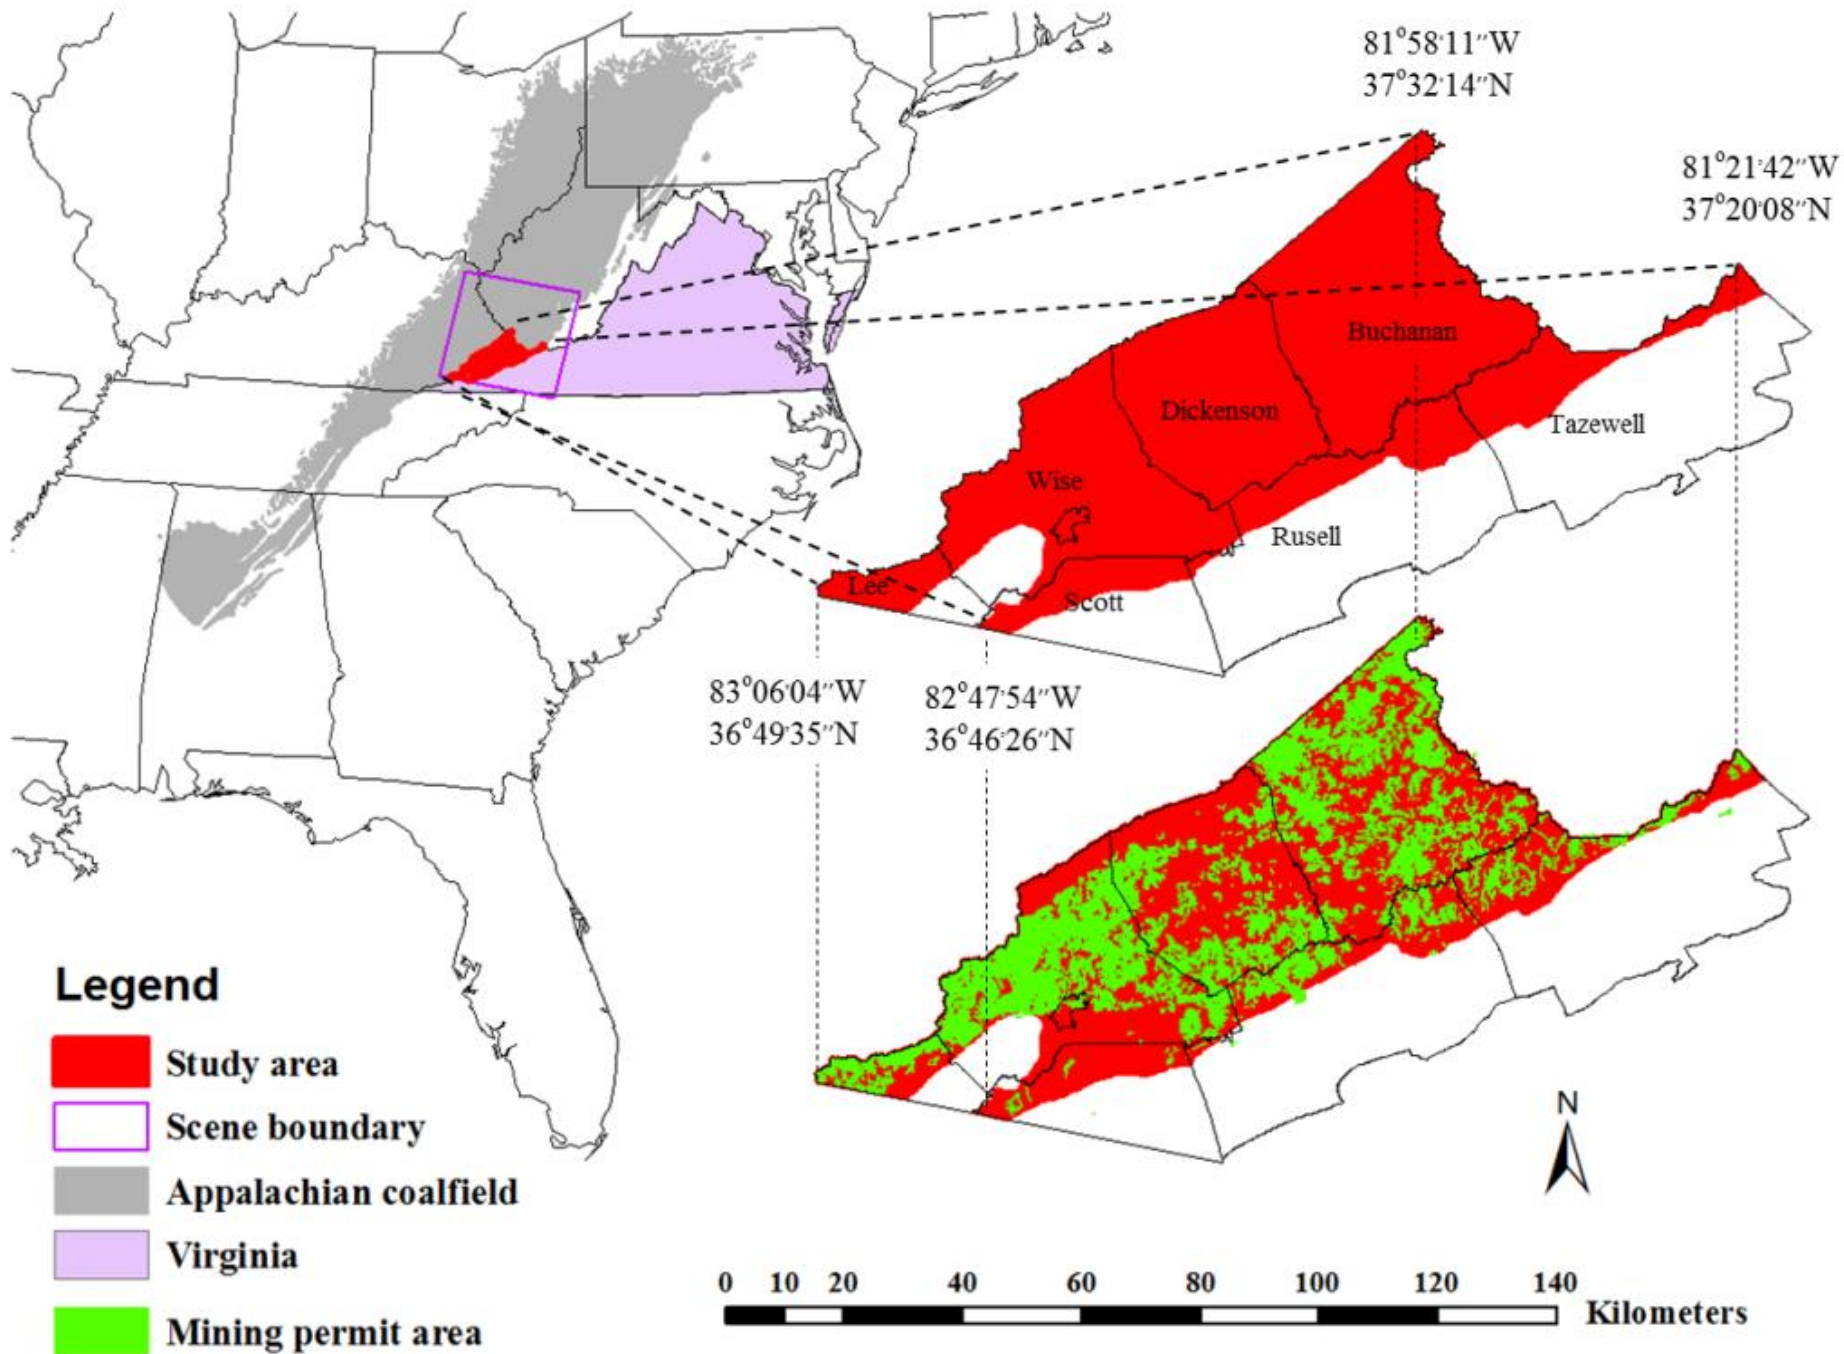 81°58'11"W
37°32'14"N
81°21'42"W
37°20'08"N
Buchanan
Dickenson
Tazewell
Wise
Rusell
Lee
Scott
83°06'04"W
36°49'35"N
82°47'54"W
36°46'26"N
Legend
Study area
Scene boundary
Appalachian coalfield
Virginia
Mining permit area
N
0 10 20 40 60 80 100 120 140
Kilometers